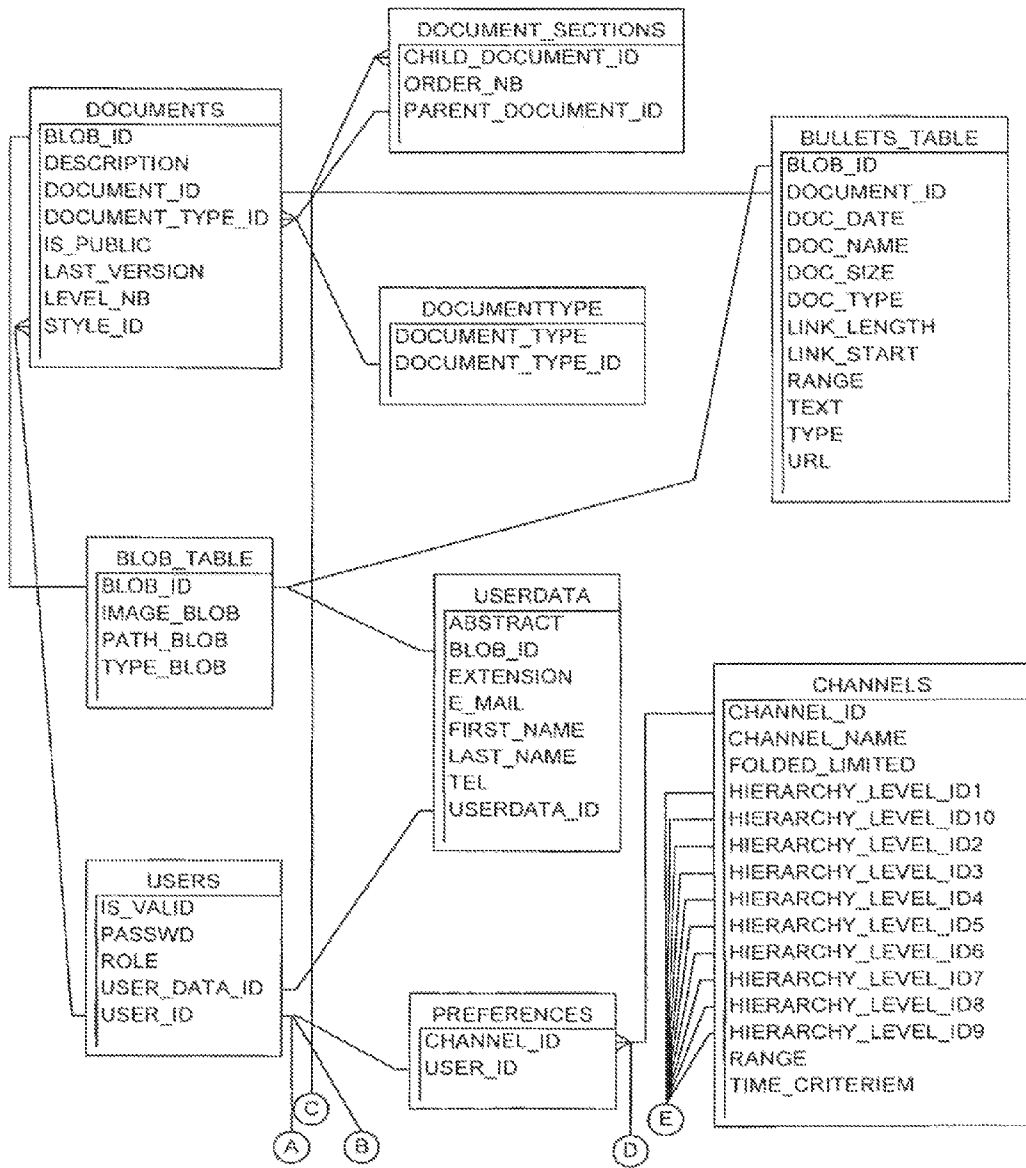 DOCUMENT_SECTIONS
CHILD_DOCUMENT_ID
ORDER_NB
PARENT_DOCUMENT_ID
DOCUMENTS
BLOB_ID
DESCRIPTION
DOCUMENT_ID
DOCUMENT_TYPE_ID
IS_PUBLIC
LAST_VERSION
LEVEL_NB
STYLE_ID
BULLETS_TABLE
BLOB_ID
DOCUMENT_ID
DOC_DATE
DOC_NAME
DOC_SIZE
DOC_TYPE
LINK_LENGTH
LINK_START
RANGE
TEXT
TYPE
URL
DOCUMENTTYPE
DOCUMENT_TYPE
DOCUMENT_TYPE_ID
BLOB_TABLE
BLOB_ID
IMAGE_BLOB
PATH_BLOB
TYPE_BLOB
USERDATA
ABSTRACT
BLOB_ID
EXTENSION
E_MAIL
FIRST_NAME
LAST_NAME
TEL
USERDATA_ID
CHANNELS
CHANNEL_ID
CHANNEL_NAME
FOLDED_LIMITED
HIERARCHY_LEVEL_ID1
HIERARCHY_LEVEL_ID10
HIERARCHY_LEVEL_ID2
HIERARCHY_LEVEL_ID3
HIERARCHY_LEVEL_ID4
HIERARCHY_LEVEL_ID5
HIERARCHY_LEVEL_ID6
HIERARCHY_LEVEL_ID7
HIERARCHY_LEVEL_ID8
HIERARCHY_LEVEL_ID9
RANGE
TIME_CRITERIEM
USERS
IS_VALID
PASSWD
ROLE
USER_DATA_ID
USER_ID
PREFERENCES
CHANNEL_ID
USER_ID
C
A
B
D
E